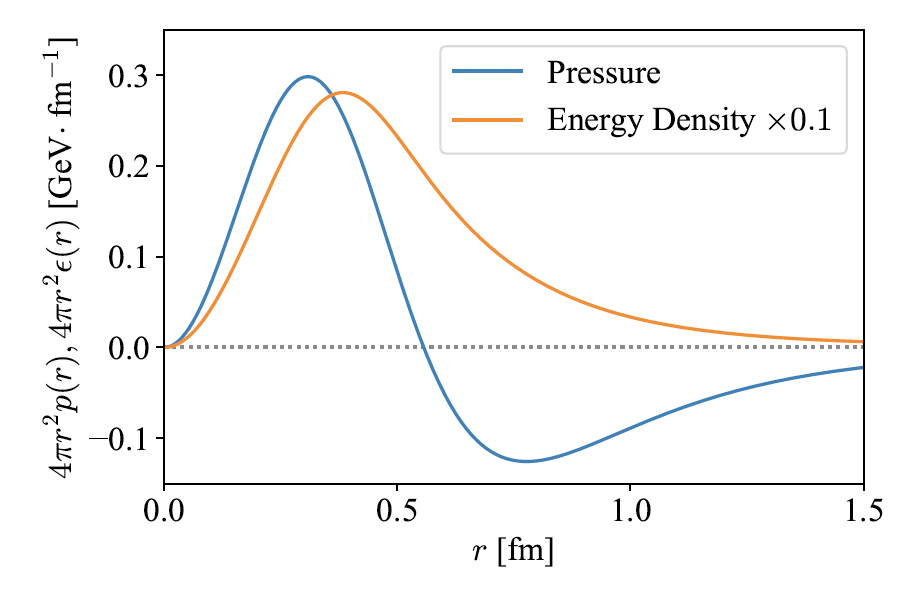 4πr²p(r), 4πr²ϵ(r) [GeV · fm⁻¹]
0.3
0.2
0.1
0.0
−0.1
Pressure
Energy Density ×0.1
0.0 0.5 1.0 1.5
r [fm]